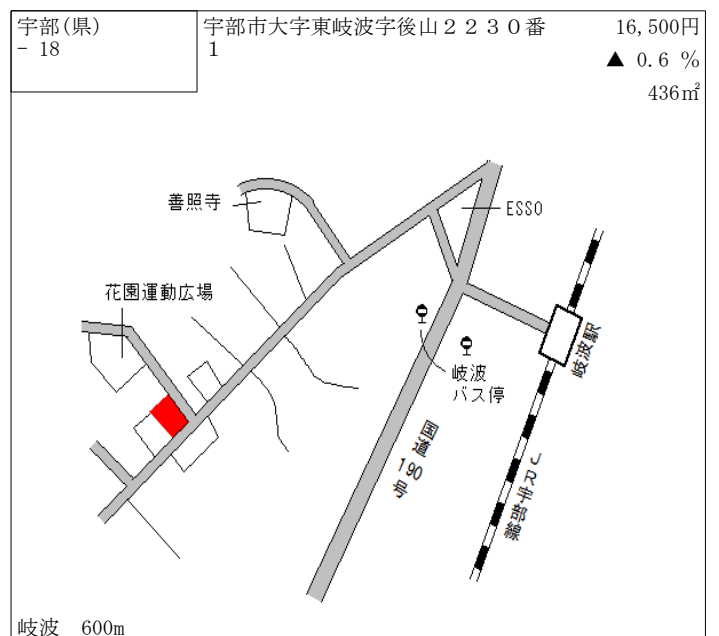 宇部(県)
- 18
宇部市大字東岐波字後山２２３０番
1
16,500円
▲ 0.6 %
436㎡
善照寺
ESSO
花園運動広場
岐波
バス停
岐波駅
国道190号
ＪＲ宇部線
岐波　600m